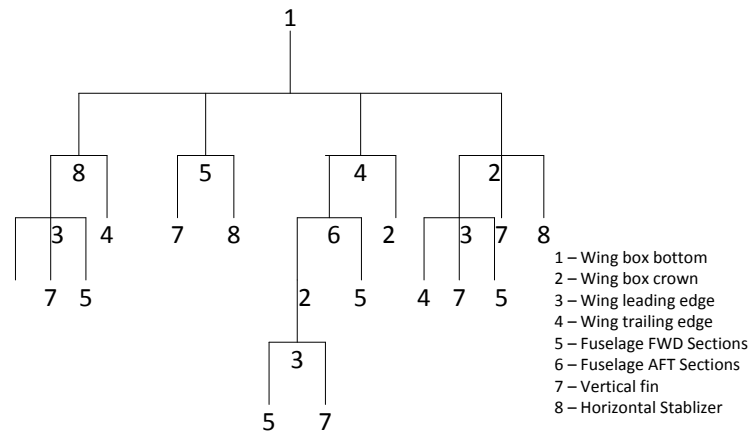 1
8 5 4 2
3 4 7 8 6 2 3 7 8
7 5 2 5 4 7 5
3
5 7
1 – Wing box bottom
2 – Wing box crown
3 – Wing leading edge
4 – Wing trailing edge
5 – Fuselage FWD Sections
6 – Fuselage AFT Sections
7 – Vertical fin
8 – Horizontal Stablizer